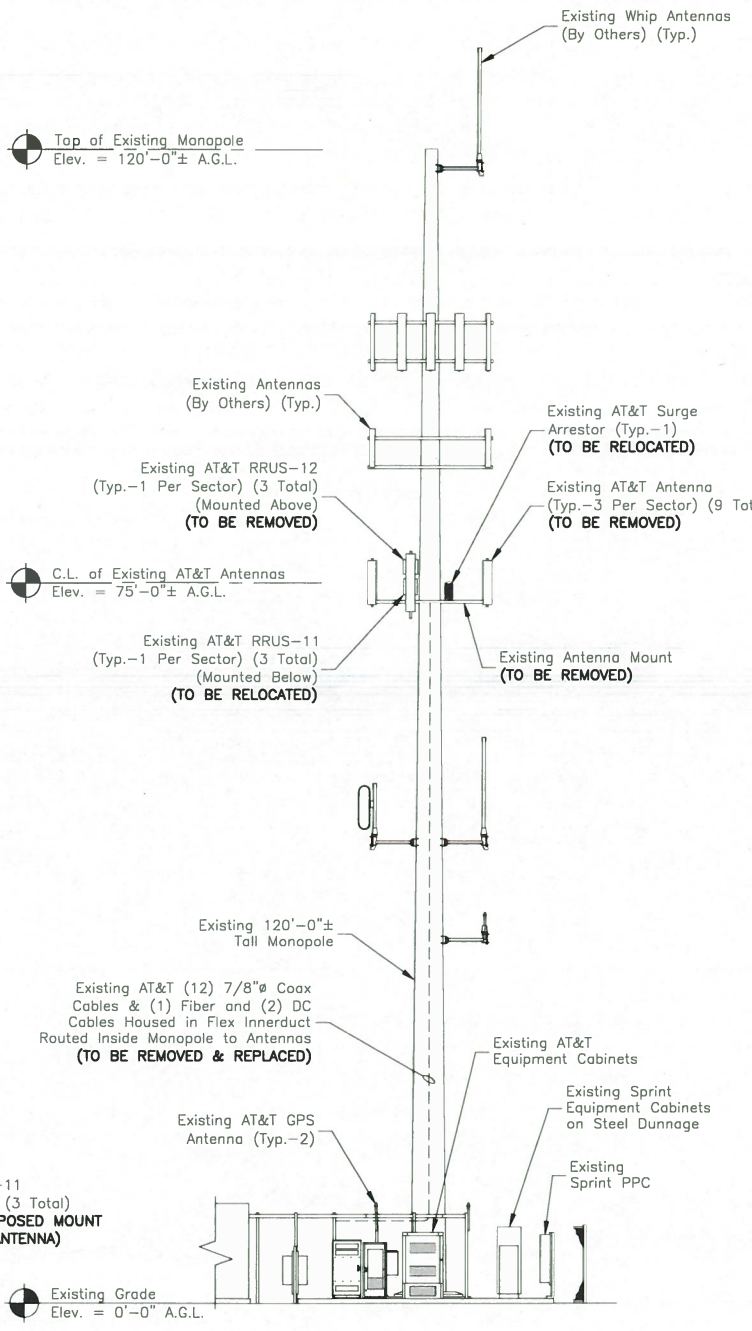 Existing Whip Antennas
(By Others) (Typ.)
Top of Existing Monopole
Elev. = 120'-0"± A.G.L.
Existing Antennas
(By Others) (Typ.)
Existing AT&T Surge
Arrestor (Typ.-1)
(TO BE RELOCATED)
Existing AT&T RRUS-12
(Typ.-1 Per Sector) (3 Total)
(Mounted Above)
(TO BE REMOVED)
Existing AT&T Antenna
(Typ.-3 Per Sector) (9 Tot
(TO BE REMOVED)
C.L. of Existing AT&T Antennas
Elev. = 75'-0"± A.G.L.
Existing AT&T RRUS-11
(Typ.-1 Per Sector) (3 Total)
(Mounted Below)
(TO BE RELOCATED)
Existing Antenna Mount
(TO BE REMOVED)
Existing 120'-0"±
Tall Monopole
Existing AT&T (12) 7/8"ø Coax
Cables & (1) Fiber and (2) DC
Cables Housed in Flex Innerduct
Routed Inside Monopole to Antennas
(TO BE REMOVED & REPLACED)
Existing AT&T
Equipment Cabinets
Existing Sprint
Equipment Cabinets
on Steel Dunnage
Existing AT&T GPS
Antenna (Typ.-2)
Existing
Sprint PPC
-11
(3 Total)
POSED MOUNT
NTENNA)
Existing Grade
Elev. = 0'-0" A.G.L.